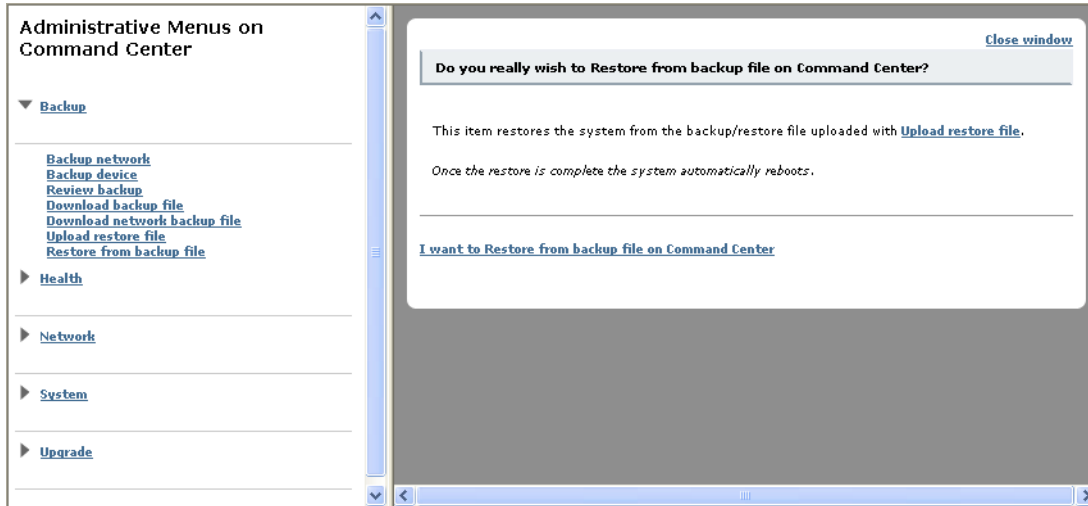 Administrative Menus on
Command Center
Backup
Backup network
Backup device
Review backup
Download backup file
Download network backup file
Upload restore file
Restore from backup file
Health
Network
System
Upgrade
Close window
Do you really wish to Restore from backup file on Command Center?
This item restores the system from the backup/restore file uploaded with Upload restore file.
Once the restore is complete the system automatically reboots.
I want to Restore from backup file on Command Center